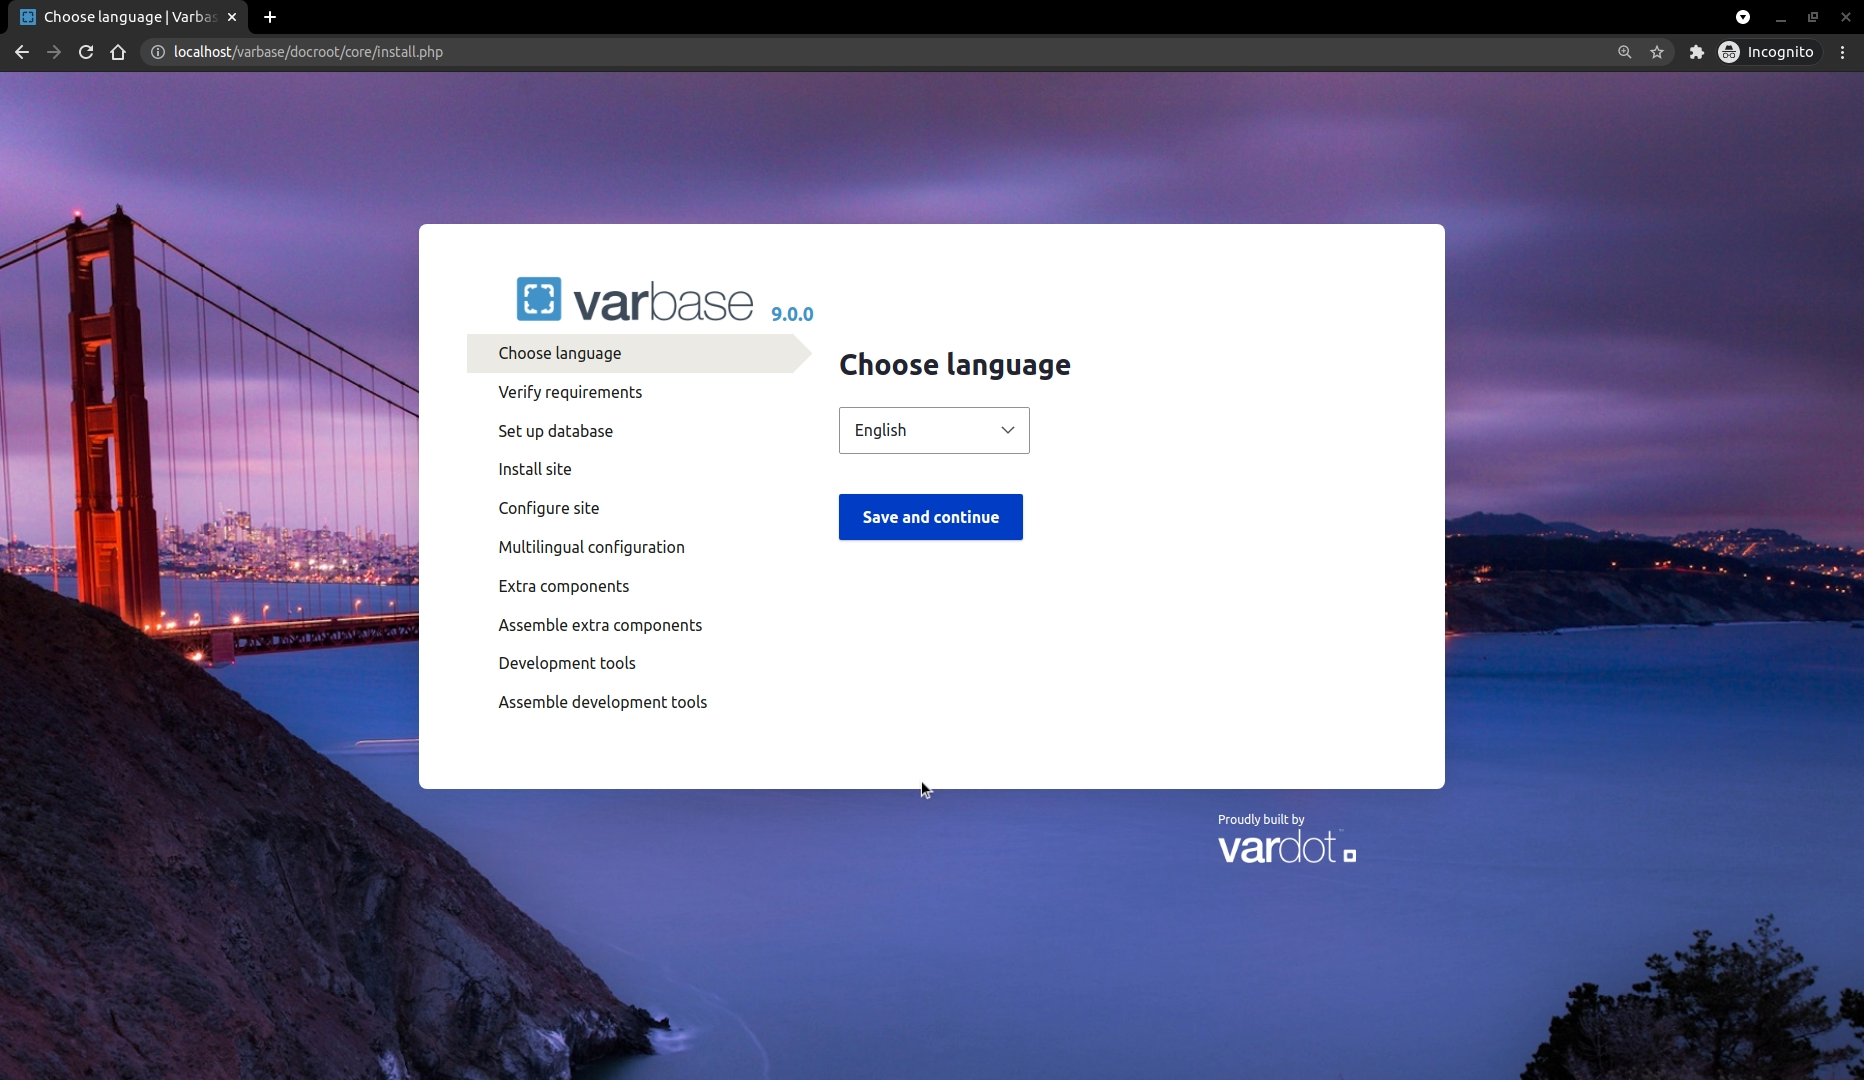 Choose language | Varbas
localhost/varbase/docroot/core/install.php
Incognito
varbase 9.0.0
Choose language
Verify requirements
Set up database
Install site
Configure site
Multilingual configuration
Extra components
Assemble extra components
Development tools
Assemble development tools
Choose language
English
Save and continue
Proudly built by
vardot